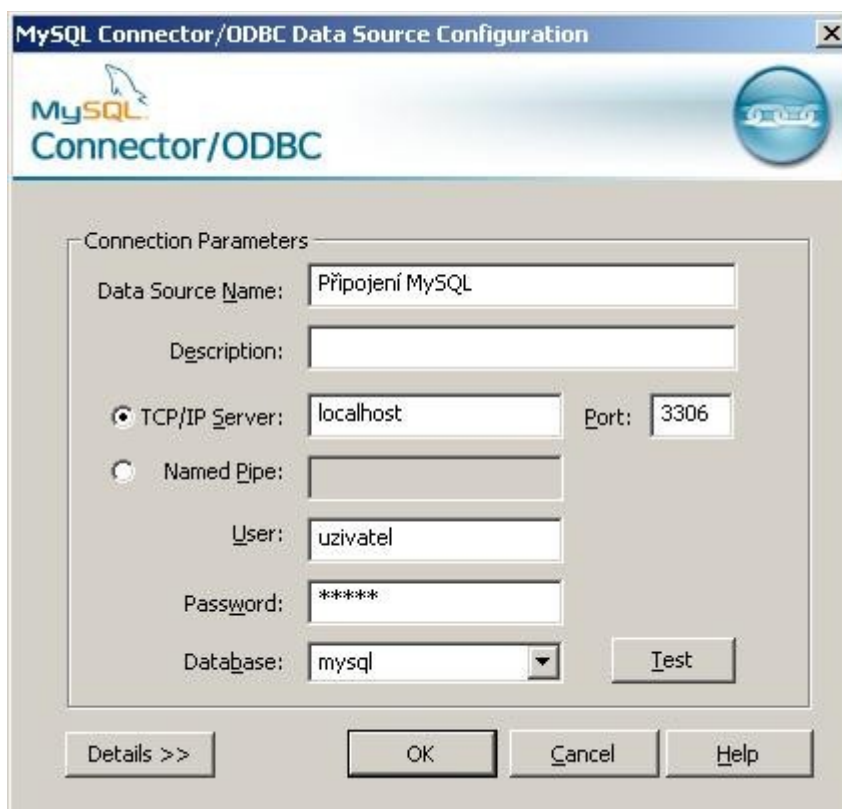 MySQL Connector/ODBC Data Source Configuration
MySQL
Connector/ODBC
Connection Parameters
Data Source Name: Připojení MySQL
Description:
TCP/IP Server: localhost Port: 3306
Named Pipe:
User: uzivatel
Password: *****
Database: mysql Test
Details >> OK Cancel Help